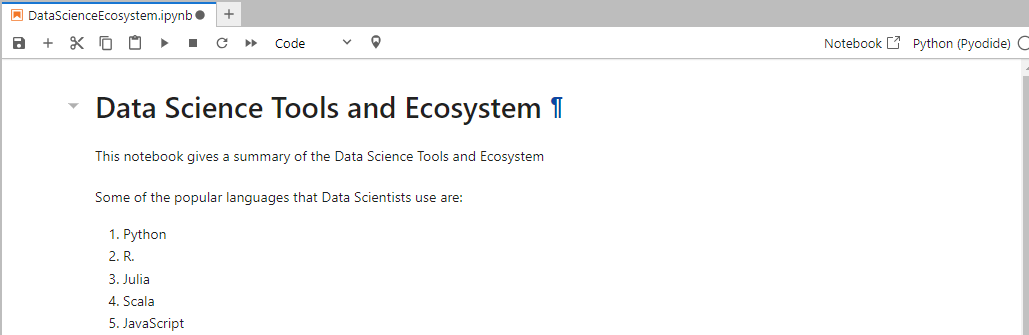 DataScienceEcosystem.ipynb
Code
Notebook
Python (Pyodide)
Data Science Tools and Ecosystem ¶
This notebook gives a summary of the Data Science Tools and Ecosystem
Some of the popular languages that Data Scientists use are:
1. Python
2. R.
3. Julia
4. Scala
5. JavaScript